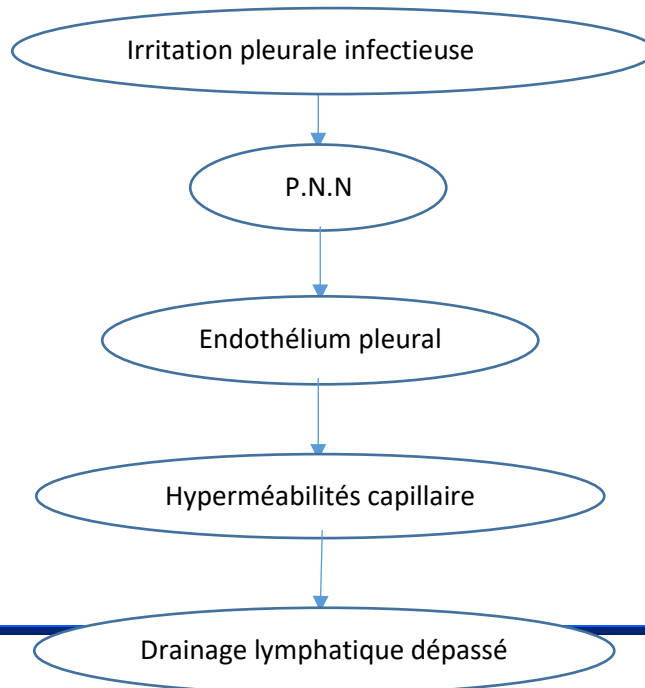 Irritation pleurale infectieuse
P.N.N
Endothélium pleural
Hyperméabilités capillaire
Drainage lymphatique dépassé